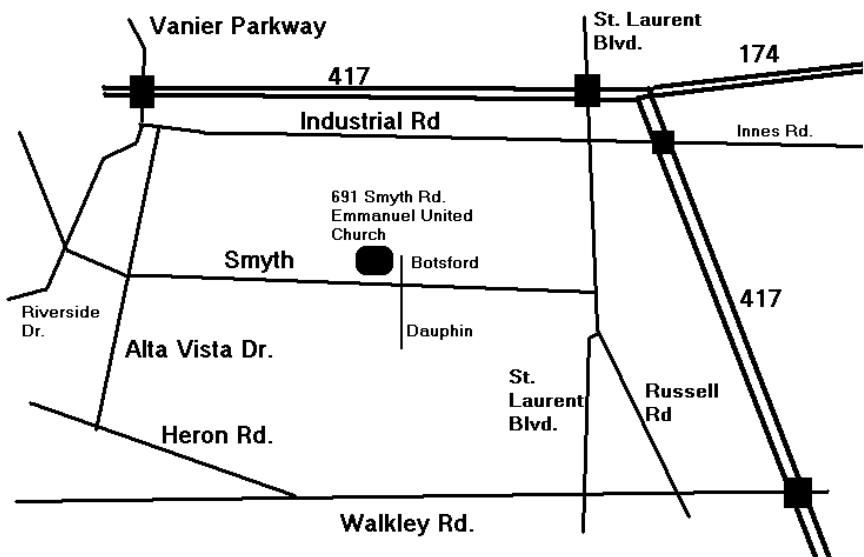 Vanier Parkway
St. Laurent
Blvd.
417
174
Industrial Rd
Innes Rd.
691 Smyth Rd.
Emmanuel United
Church
Smyth
Botsford
417
Riverside
Dr.
Dauphin
Alta Vista Dr.
St.
Laurent
Blvd.
Russell
Rd
Heron Rd.
Walkley Rd.